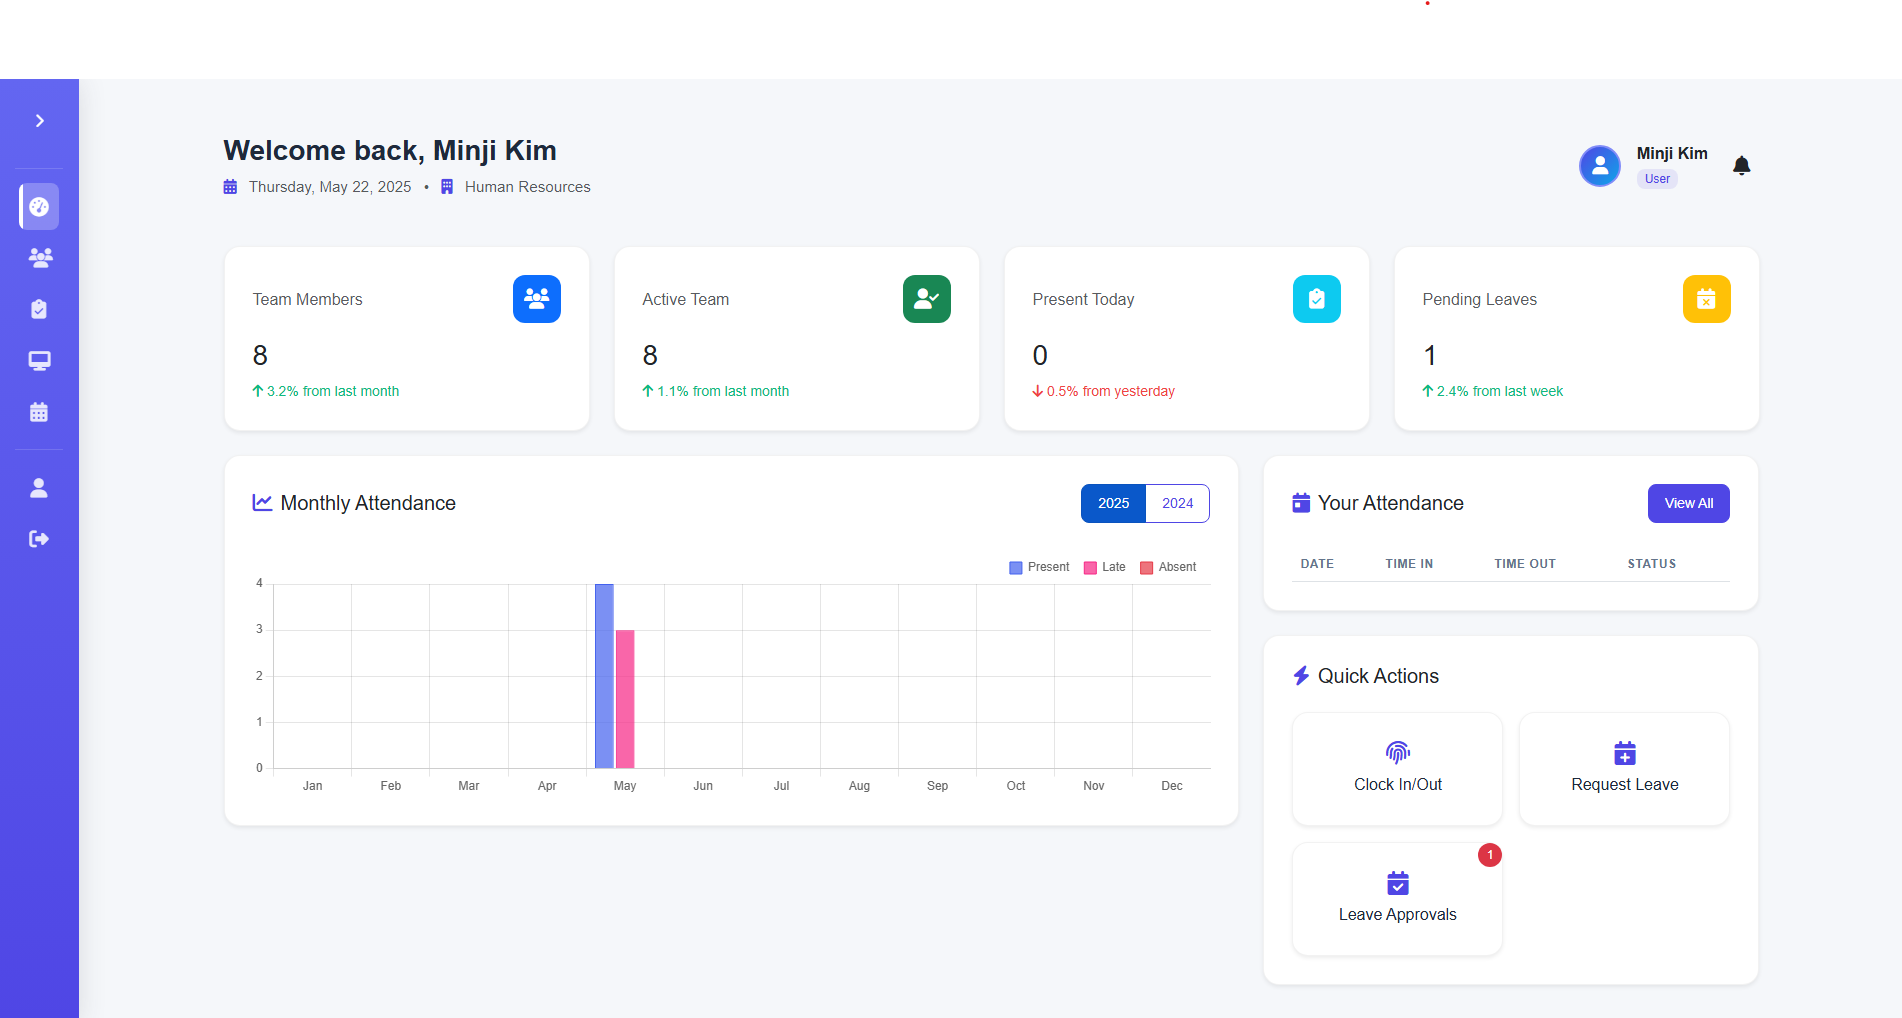 Welcome back, Minji Kim
Thursday, May 22, 2025 • Human Resources
Minji Kim
User
Team Members
8
3.2% from last month
Active Team
8
1.1% from last month
Present Today
0
0.5% from yesterday
Pending Leaves
1
2.4% from last week
Monthly Attendance
2025 2024
Present Late Absent
4
3
2
1
0
Jan Feb Mar Apr May Jun Jul Aug Sep Oct Nov Dec
Your Attendance
View All
DATE TIME IN TIME OUT STATUS
Quick Actions
Clock In/Out
Request Leave
1
Leave Approvals